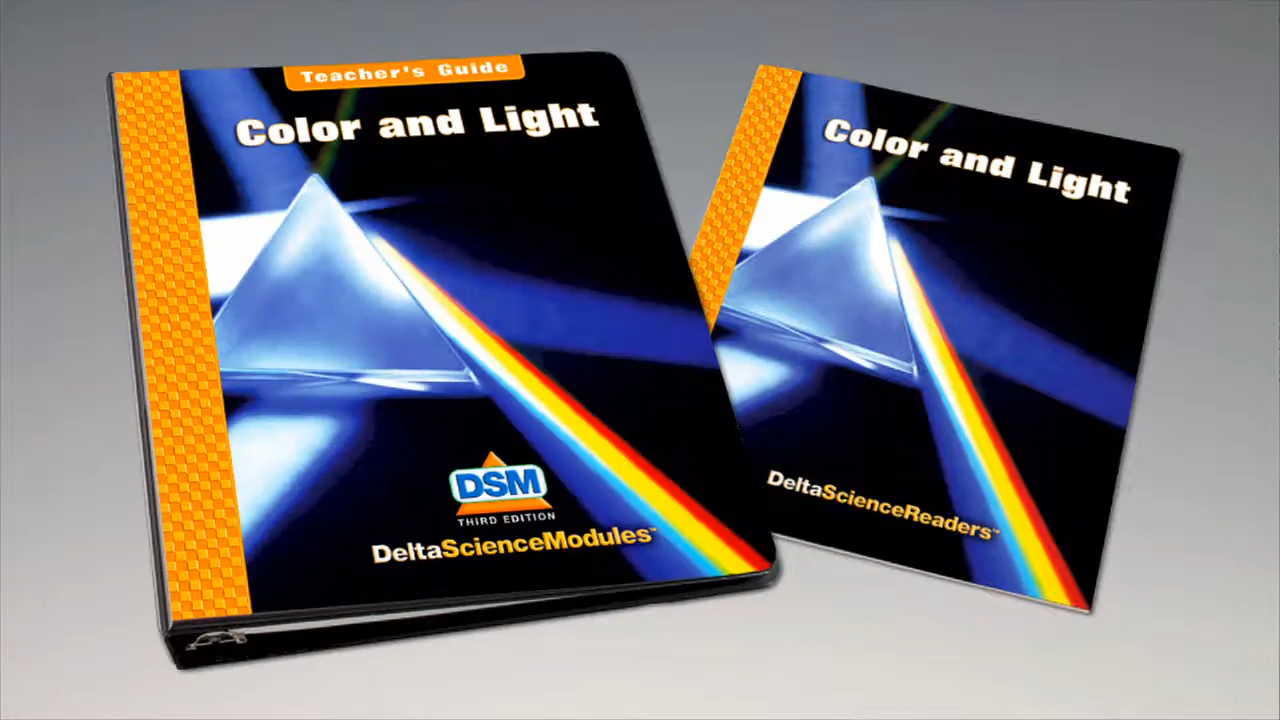 Teacher's Guide
Color and Light
DSM
THIRD EDITION
DeltaScienceModules™
Color and Light
DeltaScienceReaders™